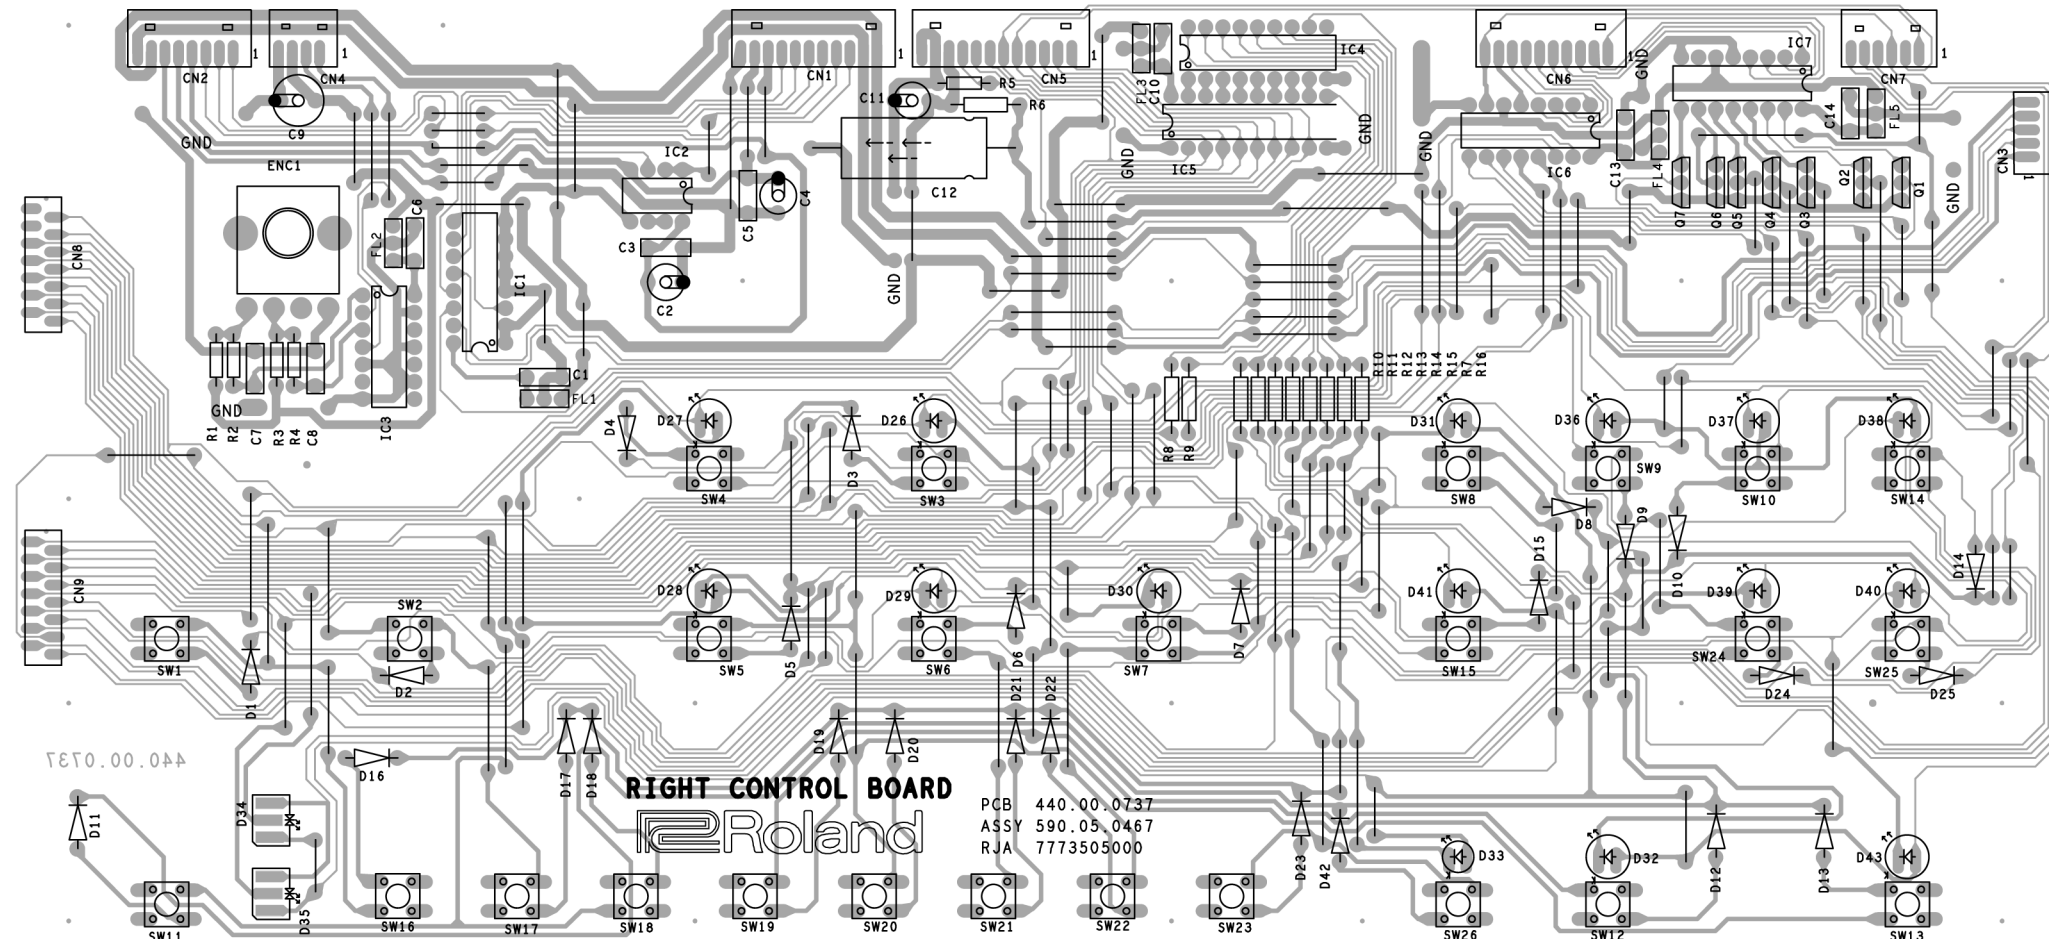 CN2 1 CN4 1 CN1 1 CN5 1 FL3 C10 IC4 CN6 1 GND IC7 CN7 1
C9 C11 R5 R6 C14 FL5
GND ENC1 IC2 C12 GND IC5 GND GND IC6 C13 FL4 CN3 1
C4 C5 Q7 Q6 Q5 Q4 Q3 Q2 Q1 GND
CN8 FL2 C6 C3 IC1 C2 GND
C1 FL1
R10 R11 R12 R13 R14 R15 R7 R16
GND R1 R2 C7 R3 R4 C8 IC3
D4 D27 D3 D26 R8 R9 D31 D36 D37 D38
SW4 SW3 SW8 SW9 SW10 SW14
D8 D9 D15 D10 D14
CN9 D28 D29 D30 D41 D39 D40
SW2
SW1 D1 D2 SW5 D5 SW6 D6 SW7 D7 SW15 SW24 SW25
D21 D22 D24 D25
440.00.0737
D16 D17 D18 D19 D20
RIGHT CONTROL BOARD
Roland
PCB 440.00.0737
ASSY 590.05.0467
RJA 7773505000
D11 D34 D35 D23 D42 D33 D32 D12 D13 D43
SW11 SW16 SW17 SW18 SW19 SW20 SW21 SW22 SW23 SW26 SW12 SW13